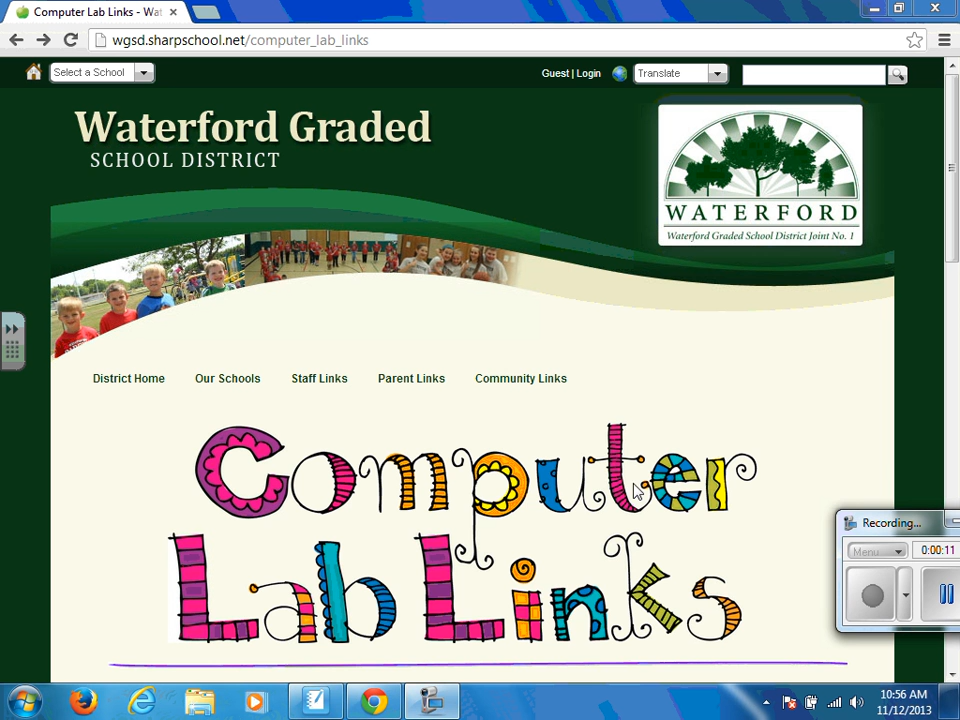 Computer Lab Links - Wat
wgsd.sharpschool.net/computer_lab_links
Select a School
Guest | Login
Translate
Waterford Graded
SCHOOL DISTRICT
WATERFORD
Waterford Graded School District Joint No. 1
District Home
Our Schools
Staff Links
Parent Links
Community Links
Computer
Lab Links
Recording...
Menu
0:00:11
10:56 AM
11/12/2013